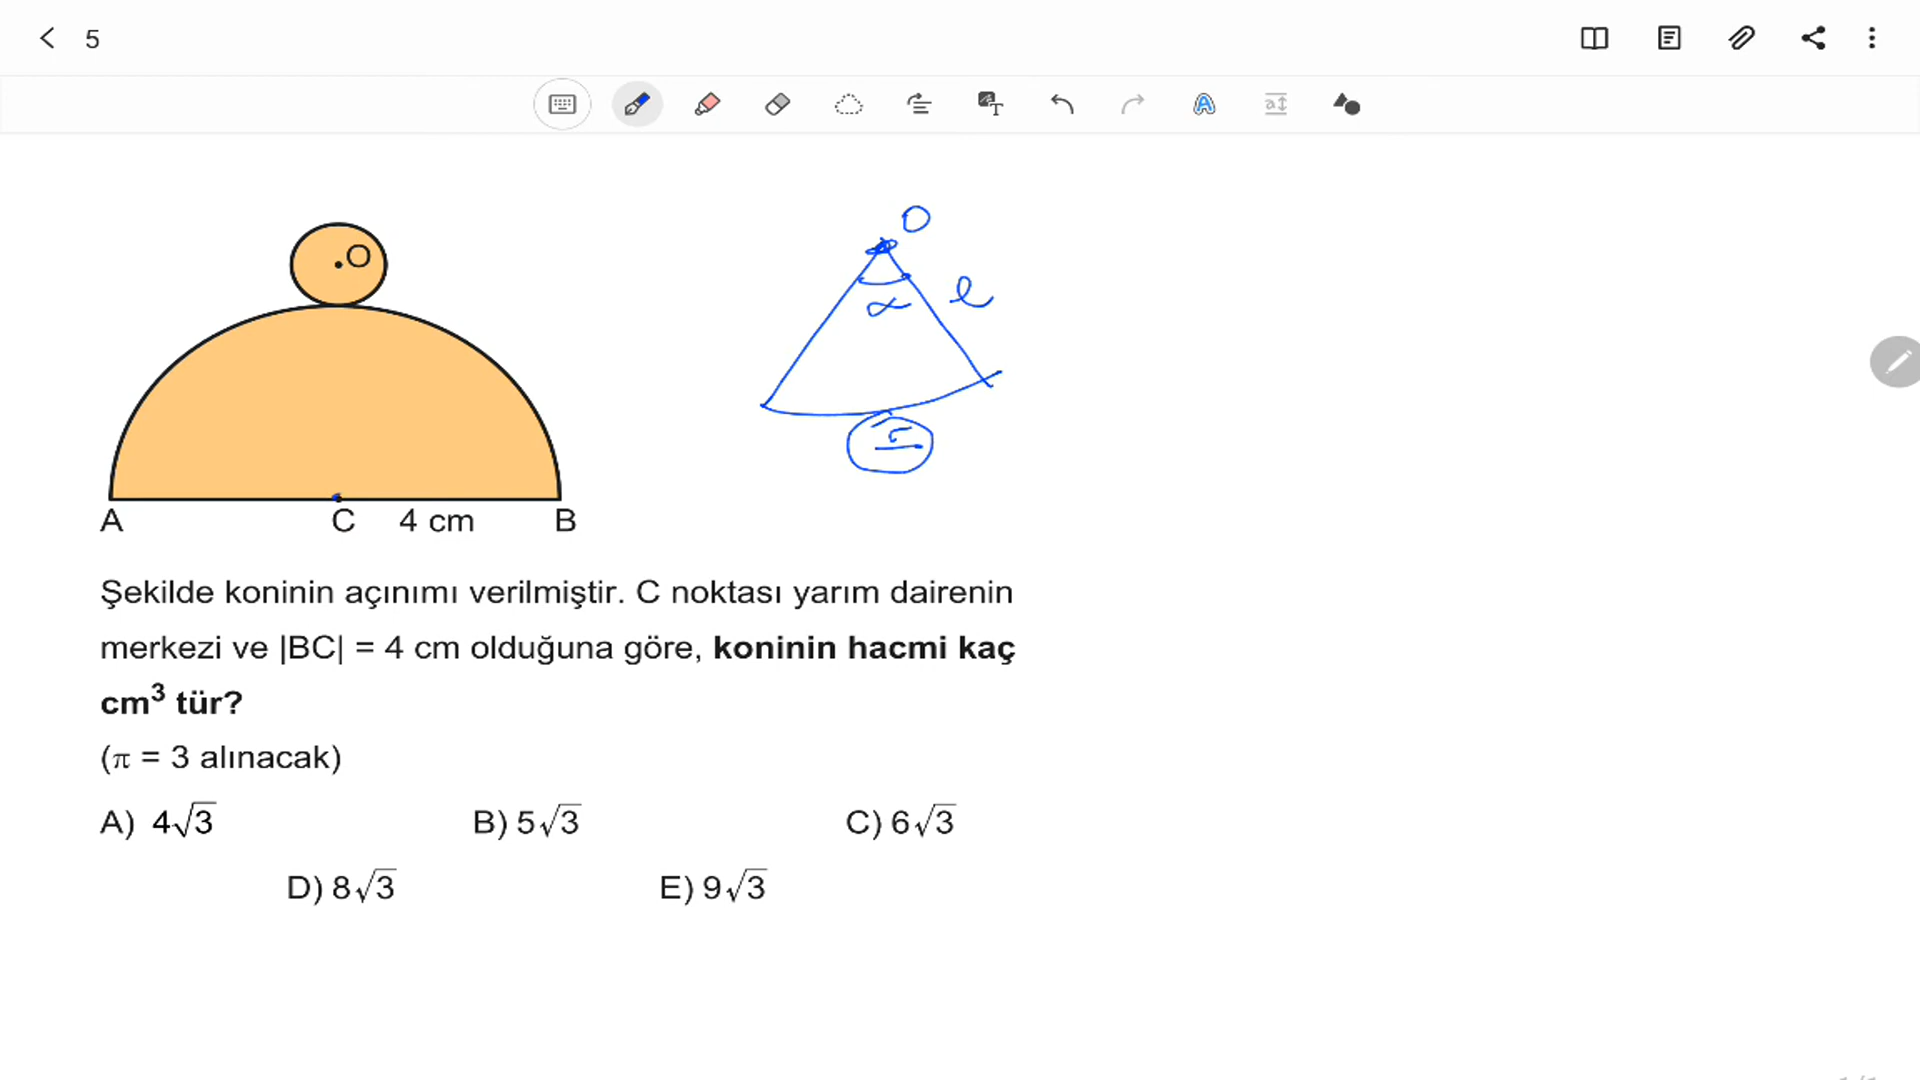 5
O
O
α
l
r
A C 4 cm B
Şekilde koninin açınımı verilmiştir. C noktası yarım dairenin
merkezi ve |BC| = 4 cm olduğuna göre, koninin hacmi kaç
cm³ tür?
(π = 3 alınacak)
A) 4√3 B) 5√3 C) 6√3
D) 8√3 E) 9√3